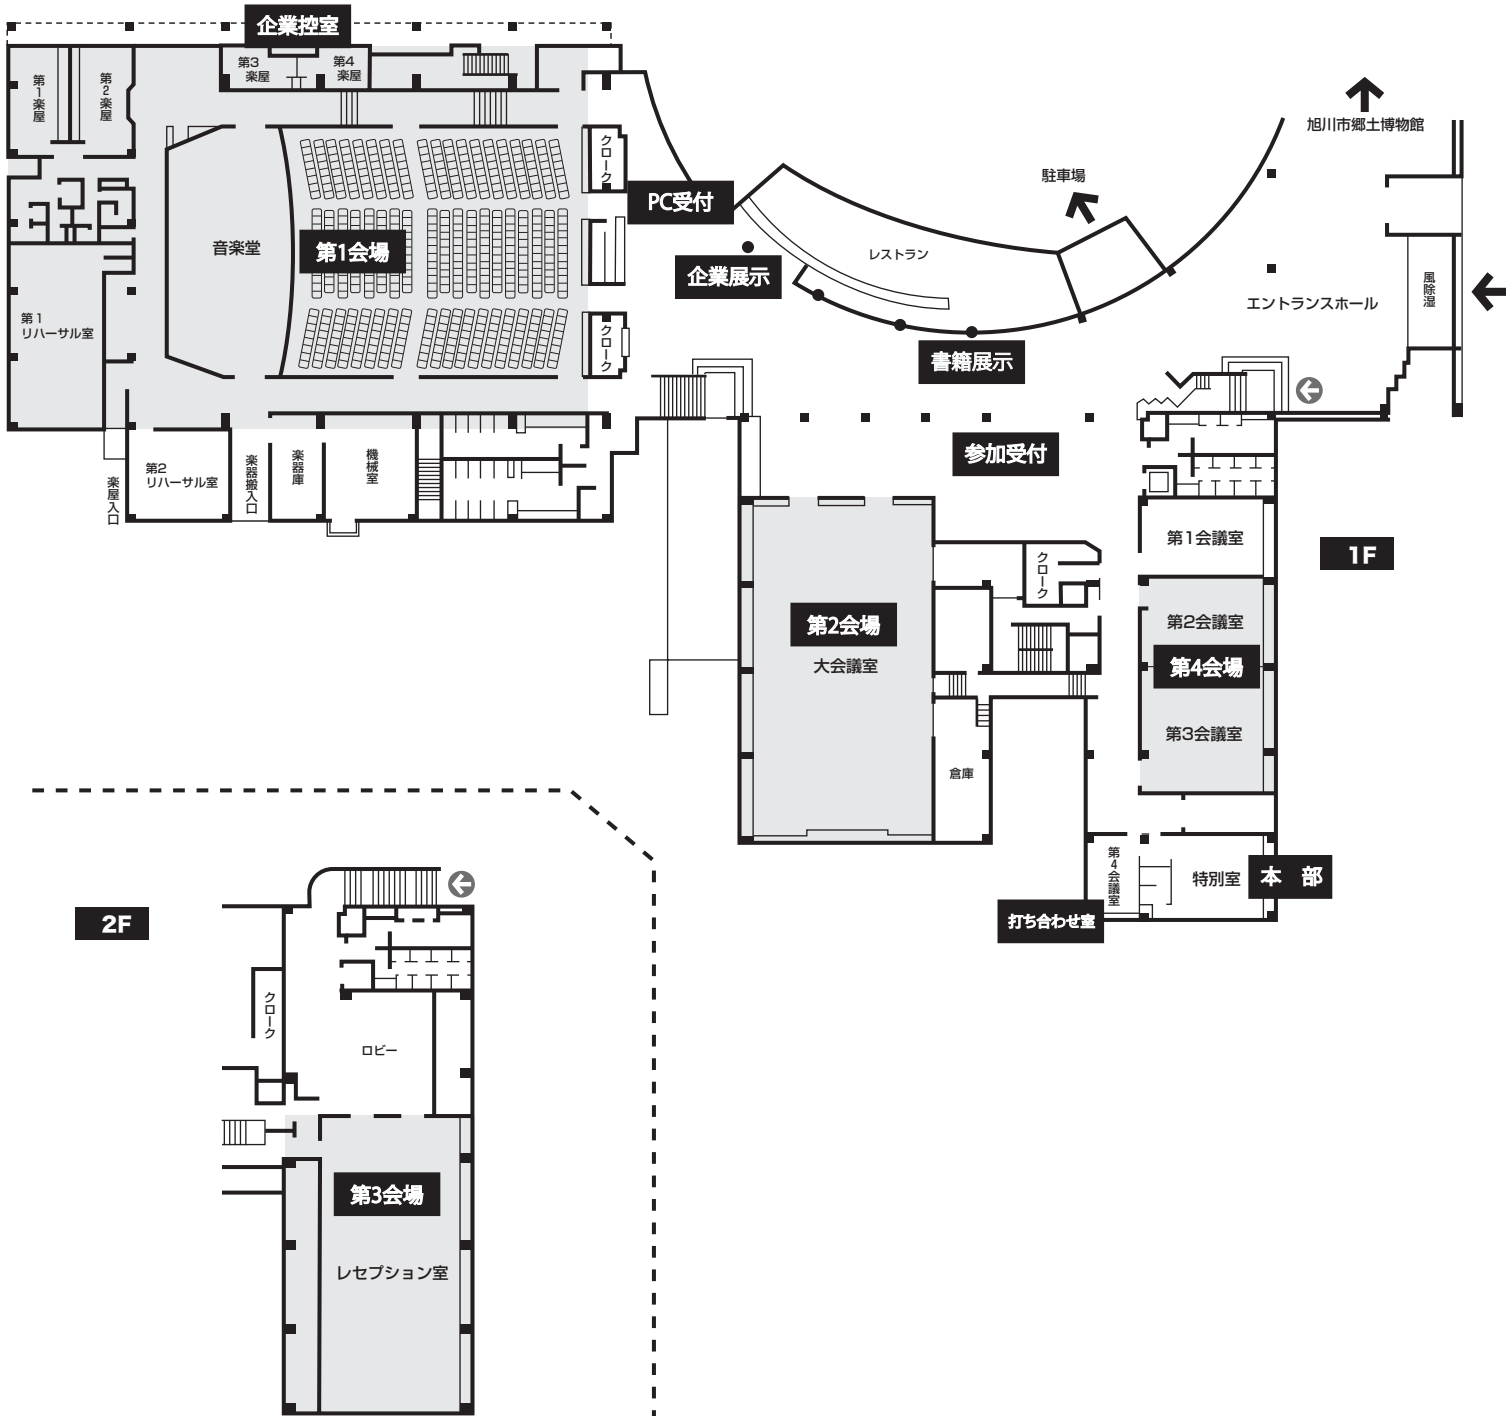 企業控室
第3
楽屋
第4
楽屋
第1楽屋
第2楽屋
クローク
旭川市郷土博物館
駐車場
PC受付
音楽堂
第1会場
レストラン
企業展示
風除湿
エントランスホール
第1
リハーサル室
クローク
書籍展示
参加受付
第2
リハーサル室
楽器搬入口
楽器庫
機械室
楽屋入口
第1会議室
1F
クローク
第2会場
大会議室
第2会議室
第4会場
第3会議室
倉庫
第4会議室
特別室
本 部
打ち合わせ室
2F
クローク
ロビー
第3会場
レセプション室